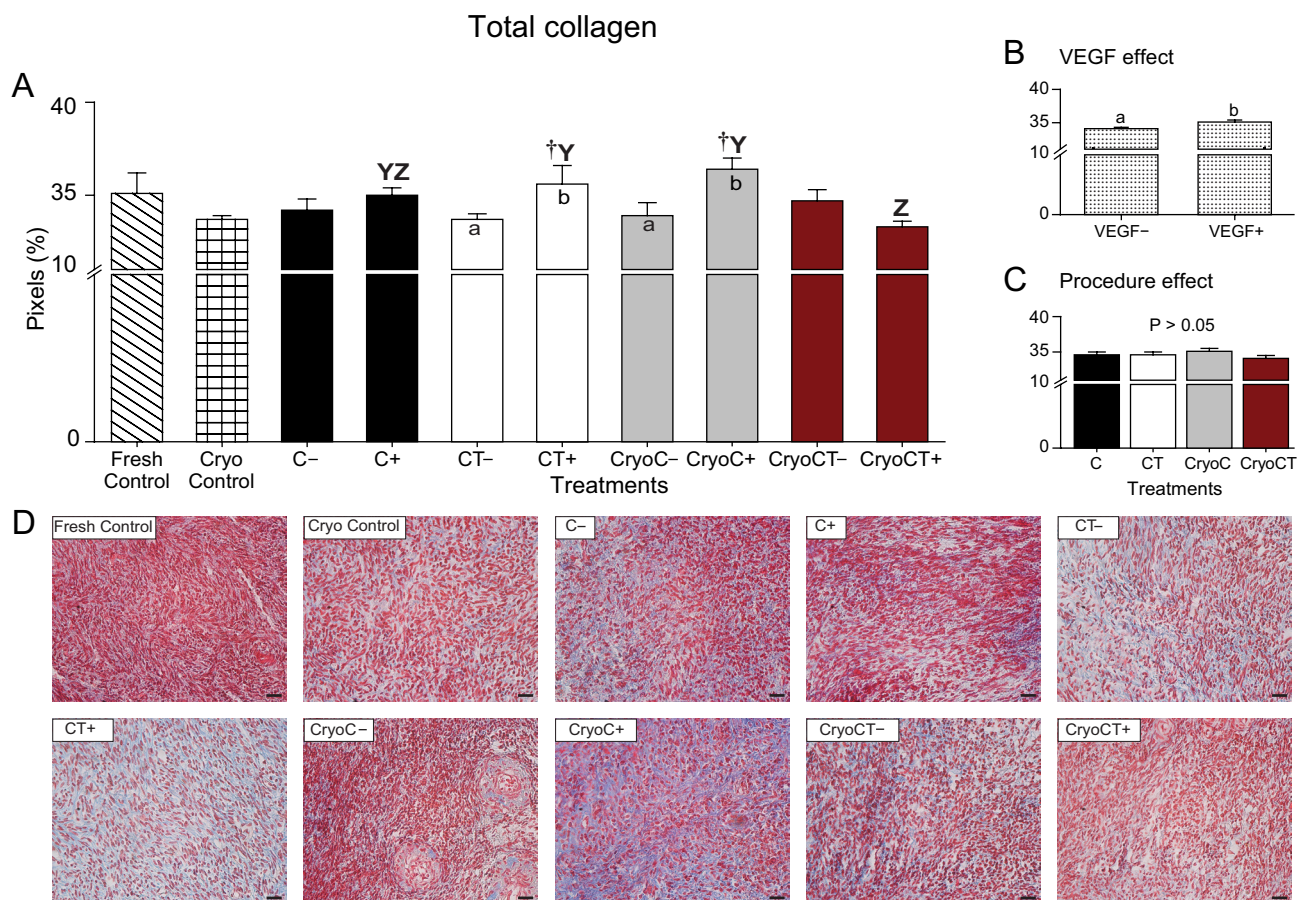 Total collagen
A
Pixels (%)
40
35
10
0
YZ
†Y
b
a
†Y
b
a
Z
Fresh Control
Cryo Control
C−
C+
CT−
CT+
CryoC−
CryoC+
CryoCT−
CryoCT+
Treatments
B VEGF effect
40
35
10
0
a
b
VEGF−
VEGF+
C Procedure effect
40
35
10
0
P > 0.05
C
CT
CryoC
CryoCT
Treatments
D
Fresh Control
Cryo Control
C−
C+
CT−
CT+
CryoC−
CryoC+
CryoCT−
CryoCT+